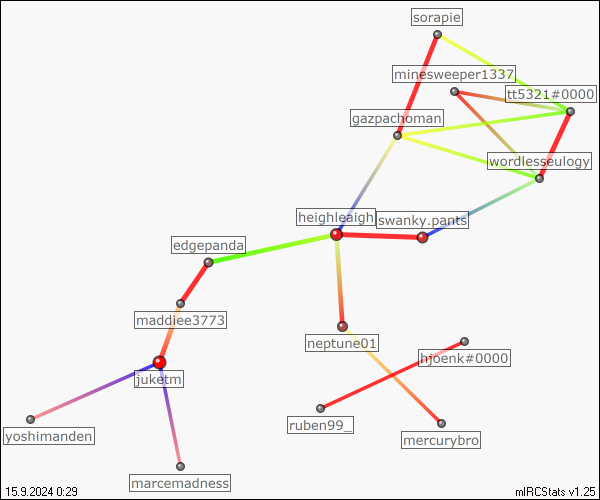 sorapie
minesweeper1337
tt5321#0000
gazpachoman
wordlesseulogy
heighleaigh
swanky.pants
edgepanda
maddiee3773
neptune01
hjoenk#0000
juketm
ruben99_
yoshimanden
mercurybro
marcemadness
15.9.2024 0:29
mIRCStats v1.25